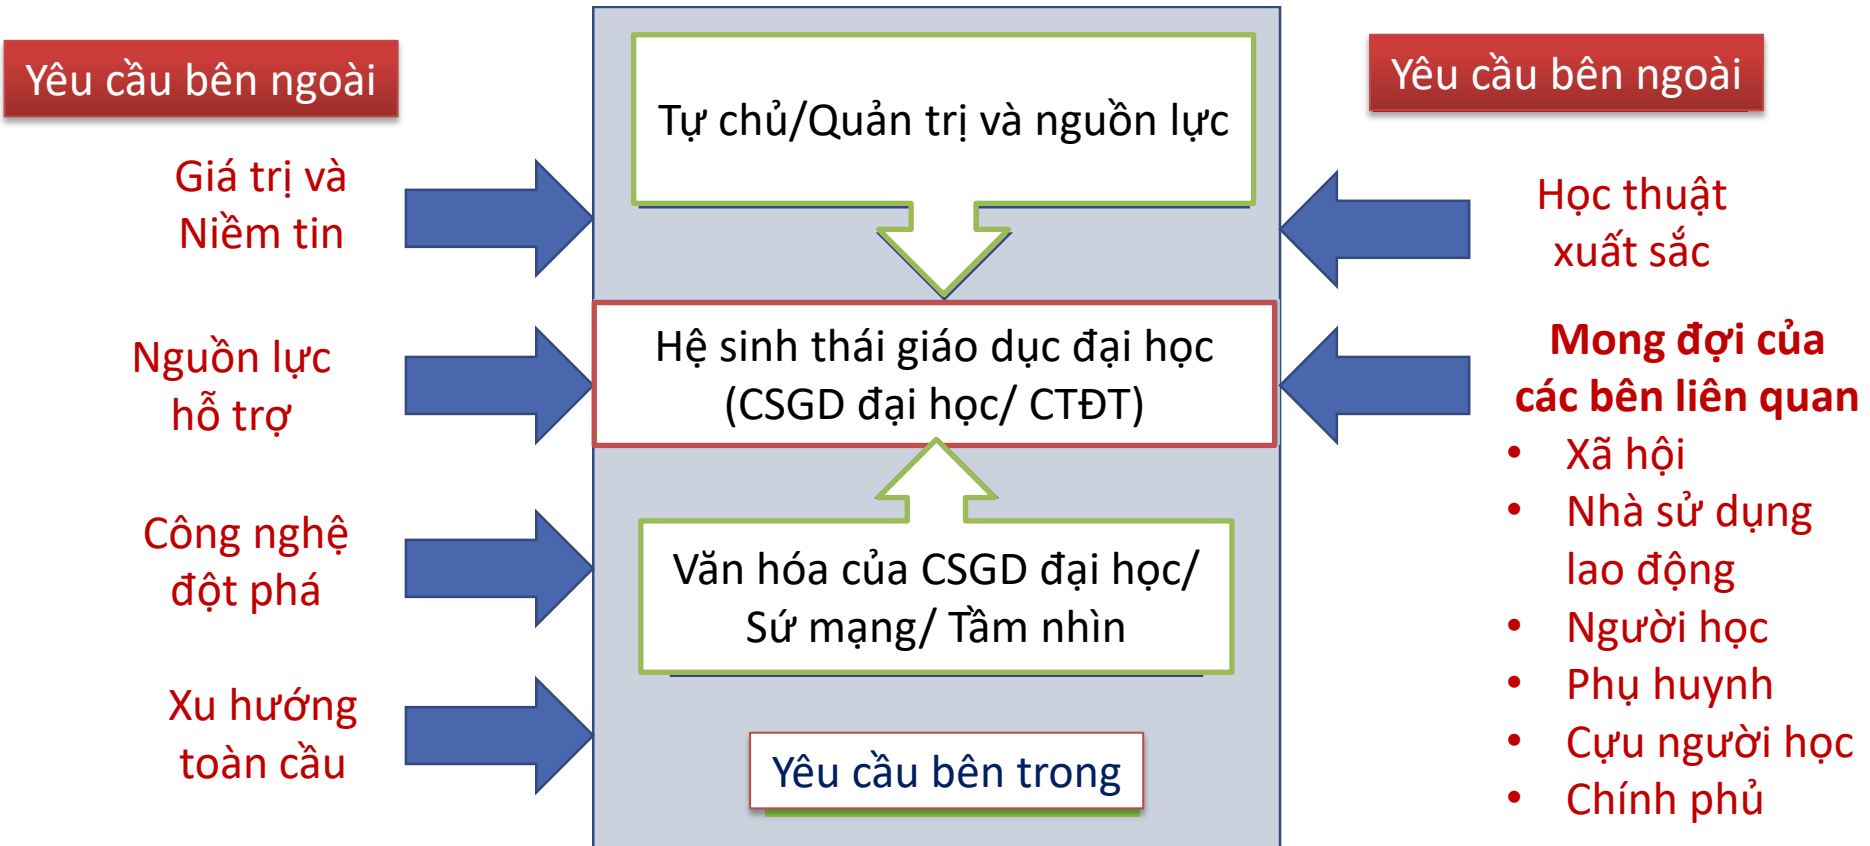 Yêu cầu bên ngoài
Giá trị và
Niềm tin
Nguồn lực
hỗ trợ
Công nghệ
đột phá
Xu hướng
toàn cầu
Tự chủ/Quản trị và nguồn lực
Hệ sinh thái giáo dục đại học
(CSGD đại học/ CTĐT)
Văn hóa của CSGD đại học/
Sứ mạng/ Tầm nhìn
Yêu cầu bên trong
Yêu cầu bên ngoài
Học thuật
xuất sắc
Mong đợi của
các bên liên quan
• Xã hội
• Nhà sử dụng
lao động
• Người học
• Phụ huynh
• Cựu người học
• Chính phủ